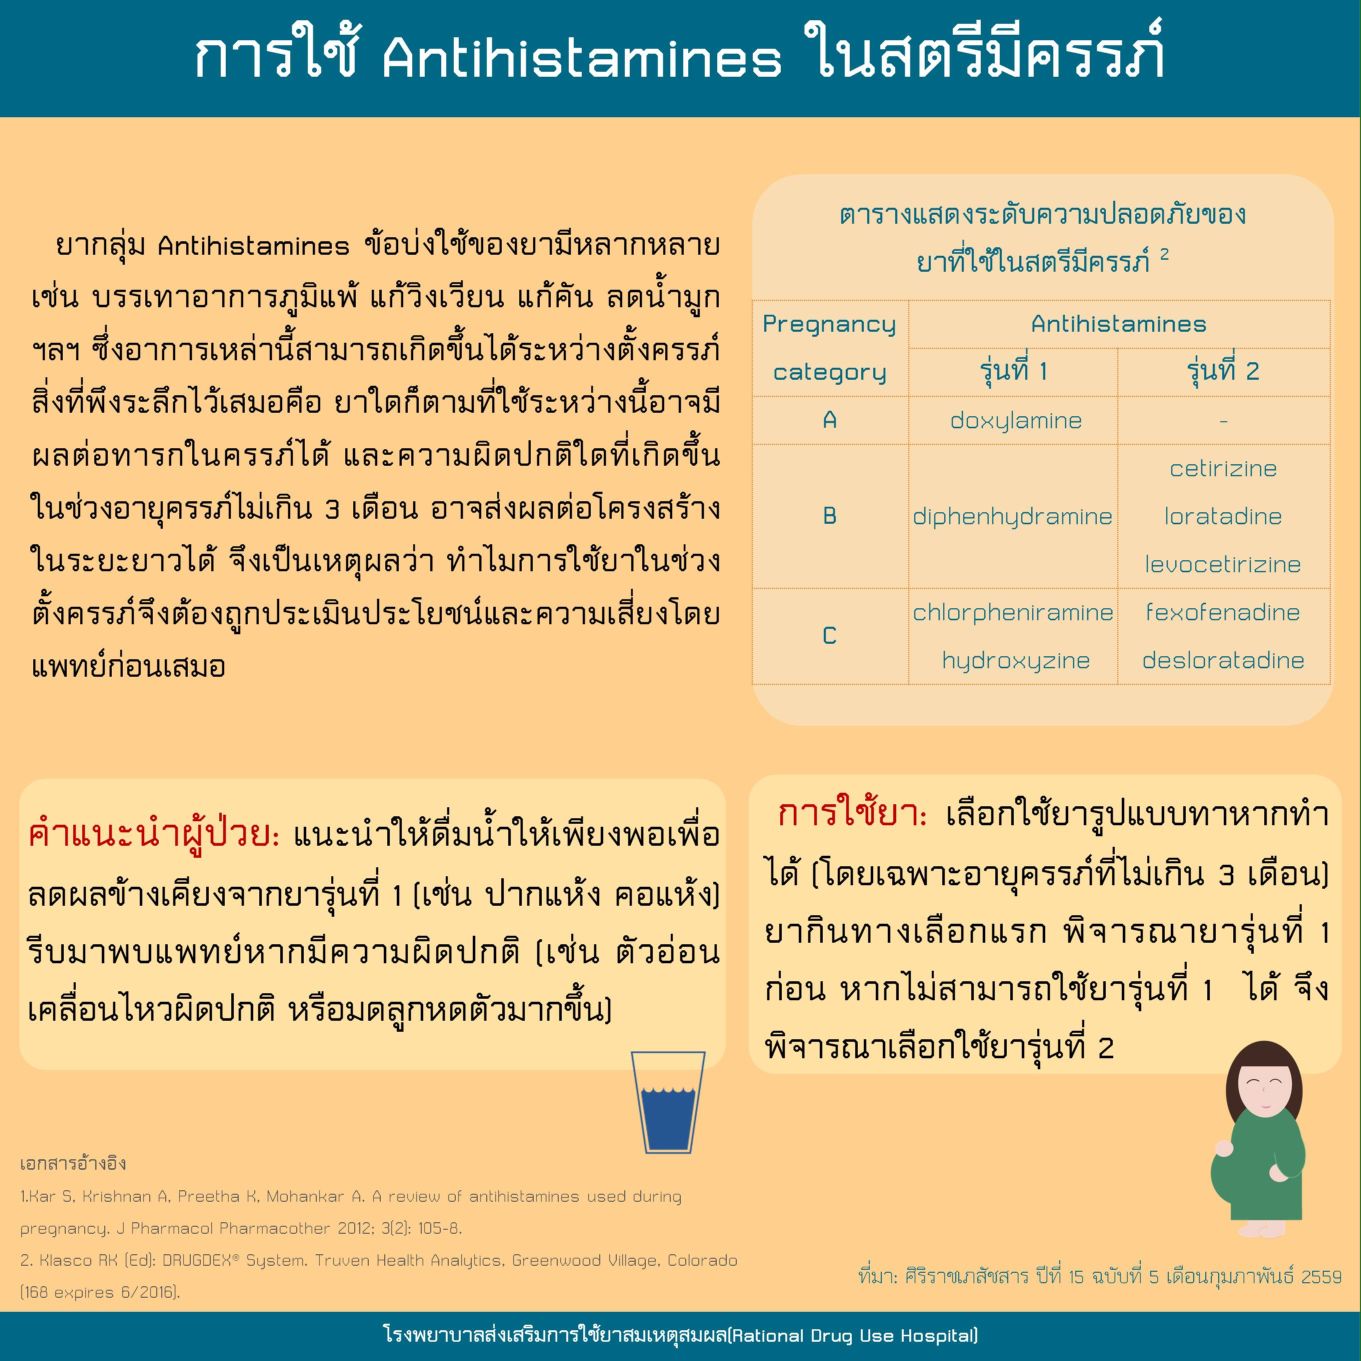 การใช้ Antihistamines ในสตรีมีครรภ์
ยากลุ่ม Antihistamines ข้อบ่งใช้ของยามีหลากหลาย
เช่น บรรเทาอาการภูมิแพ้ แก้วิงเวียน แก้คัน ลดน้ำมูก
ฯลฯ ซึ่งอาการเหล่านี้สามารถเกิดขึ้นได้ระหว่างตั้งครรภ์
สิ่งที่พึงระลึกไว้เสมอคือ ยาใดก็ตามที่ใช้ระหว่างนี้อาจมี
ผลต่อทารกในครรภ์ได้ และความผิดปกติใดที่เกิดขึ้น
ในช่วงอายุครรภ์ไม่เกิน 3 เดือน อาจส่งผลต่อโครงสร้าง
ในระยะยาวได้ จึงเป็นเหตุผลว่า ทำไมการใช้ยาในช่วง
ตั้งครรภ์จึงต้องถูกประเมินประโยชน์และความเสี่ยงโดย
แพทย์ก่อนเสมอ
ตารางแสดงระดับความปลอดภัยของ
ยาที่ใช้ในสตรีมีครรภ์ 2
Pregnancy category Antihistamines
รุ่นที่ 1 รุ่นที่ 2
A doxylamine -
B diphenhydramine cetirizine
loratadine
levocetirizine
C chlorpheniramine fexofenadine
hydroxyzine desloratadine
คำแนะนำผู้ป่วย: แนะนำให้ดื่มน้ำให้เพียงพอเพื่อ
ลดผลข้างเคียงจากยารุ่นที่ 1 (เช่น ปากแห้ง คอแห้ง)
รีบมาพบแพทย์หากมีความผิดปกติ (เช่น ตัวอ่อน
เคลื่อนไหวผิดปกติ หรือมดลูกหดตัวมากขึ้น)
การใช้ยา: เลือกใช้ยารูปแบบทาหากทำ
ได้ (โดยเฉพาะอายุครรภ์ที่ไม่เกิน 3 เดือน)
ยากินทางเลือกแรก พิจารณายารุ่นที่ 1
ก่อน หากไม่สามารถใช้ยารุ่นที่ 1 ได้ จึง
พิจารณาเลือกใช้ยารุ่นที่ 2
เอกสารอ้างอิง
1.Kar S, Krishnan A, Preetha K, Mohankar A. A review of antihistamines used during
pregnancy. J Pharmacol Pharmacother 2012; 3(2): 105-8.
2. Klasco RK (Ed): DRUGDEX® System. Truven Health Analytics, Greenwood Village, Colorado
(168 expires 6/2016).
ที่มา: ศิริราชเภสัชสาร ปีที่ 15 ฉบับที่ 5 เดือนกุมภาพันธ์ 2559
โรงพยาบาลส่งเสริมการใช้ยาสมเหตุสมผล(Rational Drug Use Hospital)